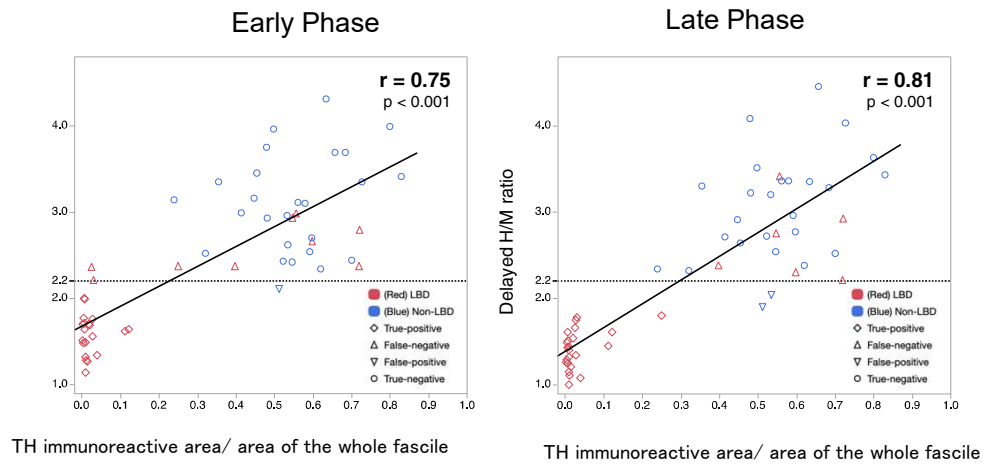 Early Phase
r = 0.75
p < 0.001
4.0
3.0
2.2
2.0
1.0
(Red) LBD
(Blue) Non-LBD
True-positive
False-negative
False-positive
True-negative
0.0 0.1 0.2 0.3 0.4 0.5 0.6 0.7 0.8 0.9 1.0
TH immunoreactive area/ area of the whole fascile
Late Phase
r = 0.81
p < 0.001
Delayed H/M ratio
4.0
3.0
2.2
2.0
1.0
(Red) LBD
(Blue) Non-LBD
True-positive
False-negative
False-positive
True-negative
0.0 0.1 0.2 0.3 0.4 0.5 0.6 0.7 0.8 0.9 1.0
TH immunoreactive area/ area of the whole fascile